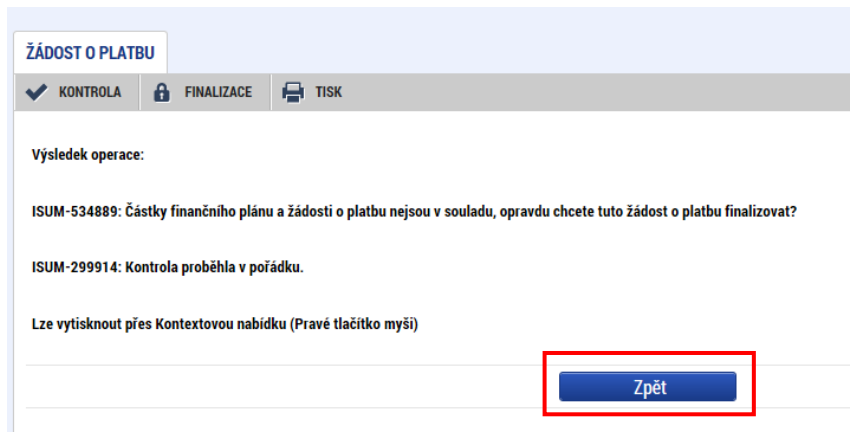 ŽÁDOST O PLATBU
KONTROLA FINALIZACE TISK
Výsledek operace:
ISUM-534889: Částky finančního plánu a žádosti o platbu nejsou v souladu, opravdu chcete tuto žádost o platbu finalizovat?
ISUM-299914: Kontrola proběhla v pořádku.
Lze vytisknout přes Kontextovou nabídku (Pravé tlačítko myši)
Zpět